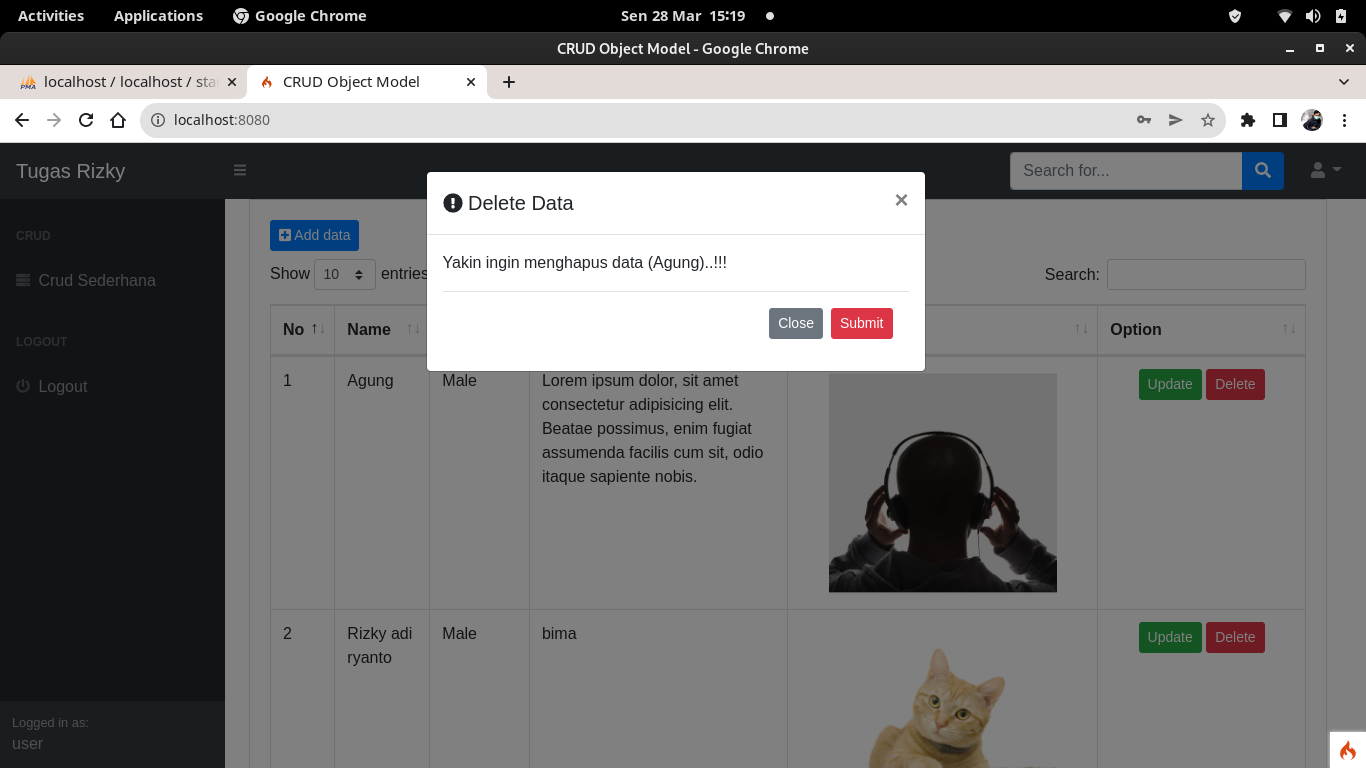 Activities Applications Google Chrome Sen 28 Mar 15:19
CRUD Object Model - Google Chrome
localhost / localhost / sta CRUD Object Model
localhost:8080
Tugas Rizky Search for...
Delete Data ×
Yakin ingin menghapus data (Agung)..!!!
Close Submit
CRUD
Crud Sederhana
LOGOUT
Logout
Logged in as:
user
Add data
Show 10 entries Search:
No Name Option
1 Agung Male Lorem ipsum dolor, sit amet
consectetur adipisicing elit.
Beatae possimus, enim fugiat
assumenda facilis cum sit, odio
itaque sapiente nobis.
Update Delete
2 Rizky adi
ryanto
Male bima Update Delete